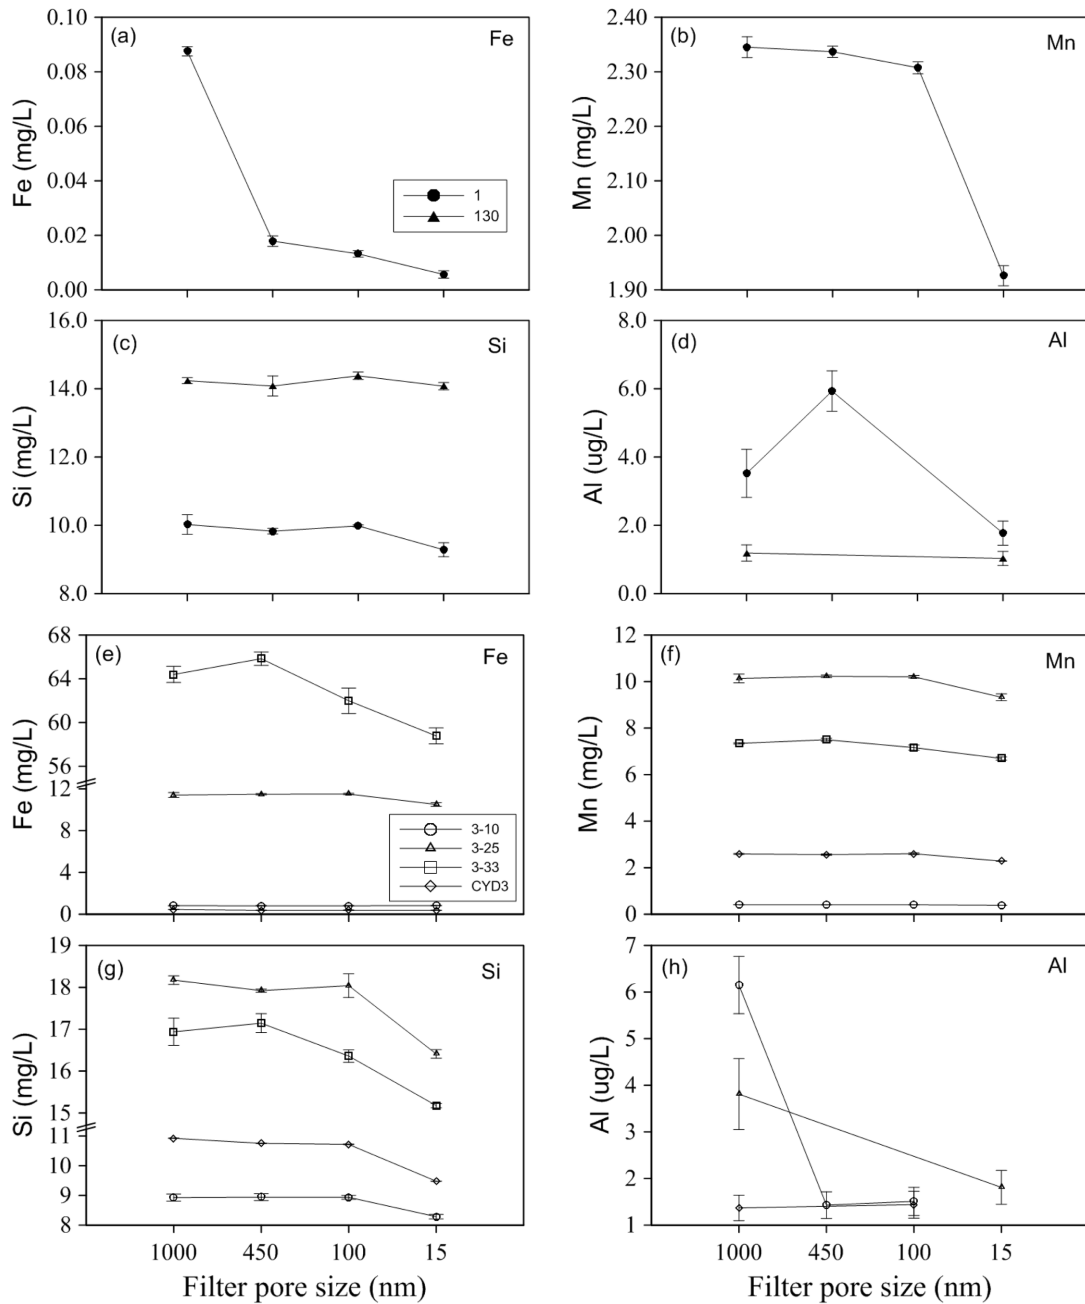 (a) Fe
0.10
0.08
0.06
0.04
0.02
0.00
Fe (mg/L)
1
130
(b) Mn
2.40
2.30
2.20
2.10
2.00
1.90
Mn (mg/L)
(c) Si
16.0
14.0
12.0
10.0
8.0
Si (mg/L)
(d) Al
8.0
6.0
4.0
2.0
0.0
Al (ug/L)
(e) Fe
68
64
60
56
12
8
4
0
Fe (mg/L)
3-10
3-25
3-33
CYD3
(f) Mn
12
10
8
6
4
2
0
Mn (mg/L)
(g) Si
19
18
17
16
15
11
10
9
8
Si (mg/L)
1000 450 100 15
Filter pore size (nm)
(h) Al
7
6
5
4
3
2
1
Al (ug/L)
1000 450 100 15
Filter pore size (nm)